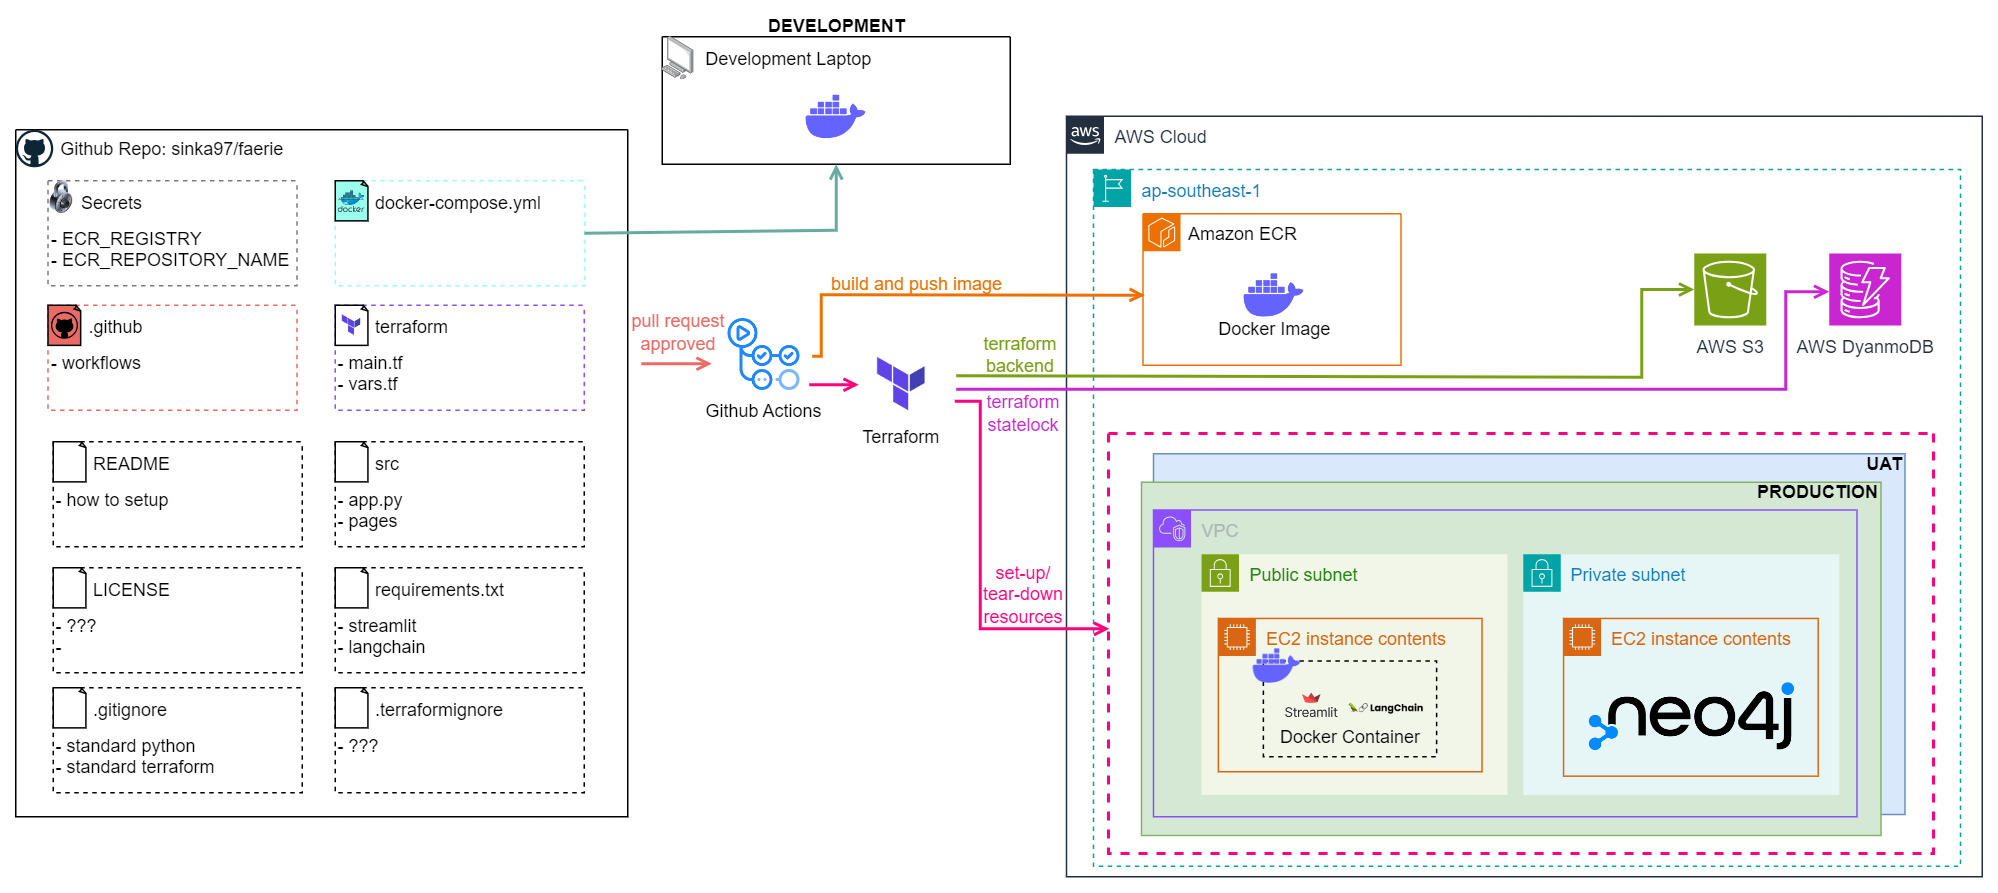 DEVELOPMENT
Development Laptop
Github Repo: sinka97/faerie
Secrets
- ECR_REGISTRY
- ECR_REPOSITORY_NAME
docker
docker-compose.yml
.github
- workflows
terraform
- main.tf
- vars.tf
README
- how to setup
src
- app.py
- pages
LICENSE
- ???
-
requirements.txt
- streamlit
- langchain
.gitignore
- standard python
- standard terraform
.terraformignore
- ???
pull request
approved
Github Actions
build and push image
Terraform
terraform
backend
terraform
statelock
set-up/
tear-down
resources
aws
AWS Cloud
ap-southeast-1
Amazon ECR
Docker Image
AWS S3
AWS DyanmoDB
UAT
PRODUCTION
VPC
Public subnet
EC2 instance contents
Streamlit
LangChain
Docker Container
Private subnet
EC2 instance contents
neo4j